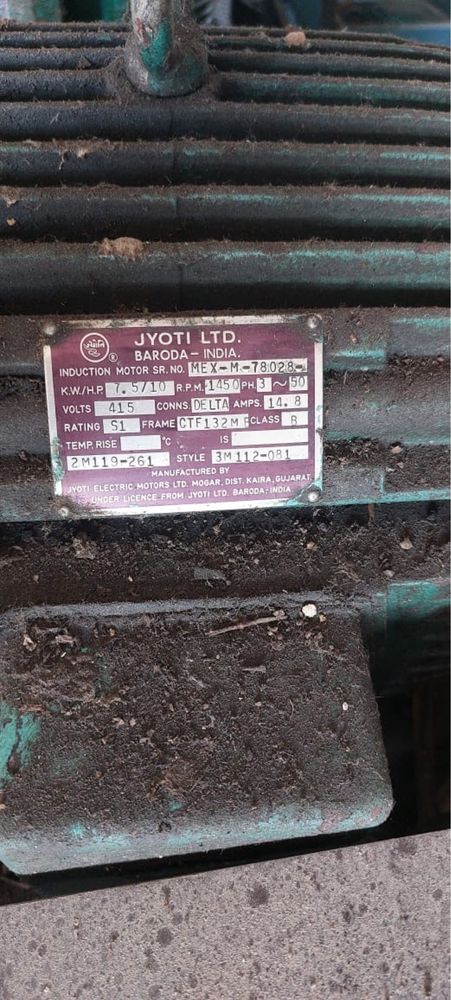 JYOTI LTD.
®
BARODA - INDIA.
INDUCTION MOTOR SR. NO. MEX-M-78028-
K.W./H.P. 7.5/10 R.P.M. 1450 PH. 3 ~ 50
VOLTS 415 CONNS. DELTA AMPS. 14.8
RATING S1 FRAME CTF132M CLASS B
TEMP. RISE °C IS
2M119-261 STYLE 3M112-081
MANUFACTURED BY
JYOTI ELECTRIC MOTORS LTD. MOGAR, DIST. KAIRA, GUJARAT.
UNDER LICENCE FROM JYOTI LTD. BARODA-INDIA